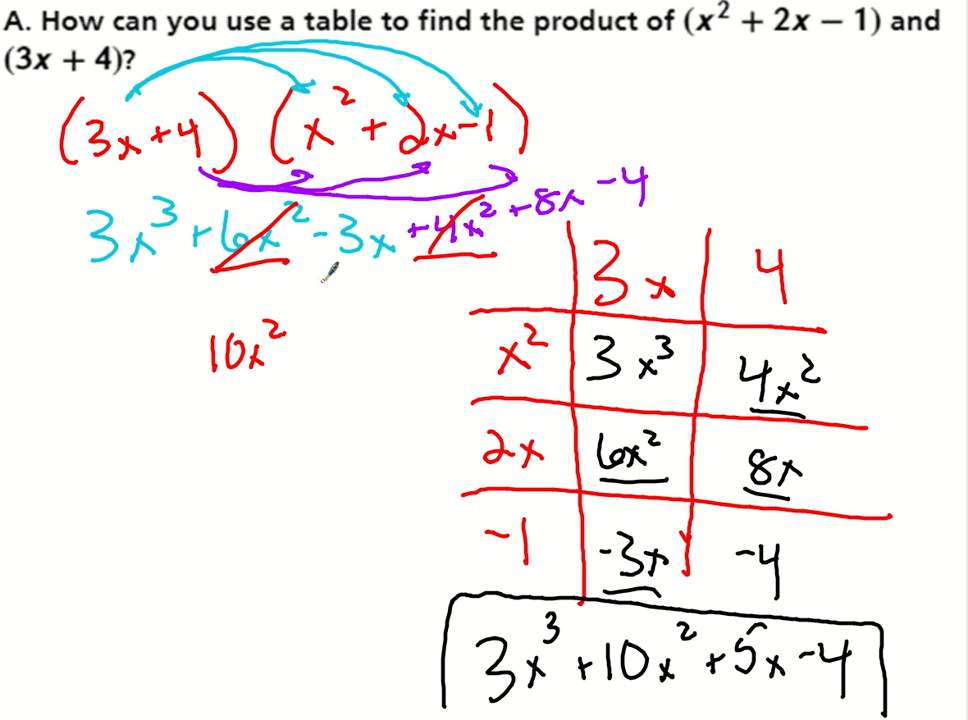 A. How can you use a table to find the product of (x² + 2x − 1) and
(3x + 4)?
(3x+4) (x² + 2x-1)
3x³ +6x² -3x +4x² +8x -4
10x²
3x 4
x² 3x³ 4x²
2x 6x² 8x
-1 -3x -4
3x³ +10x² +5x -4